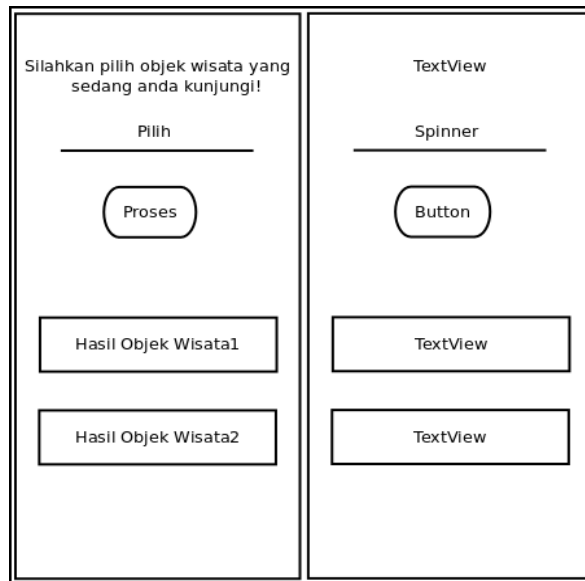 Silahkan pilih objek wisata yang
sedang anda kunjungi!
Pilih
Proses
Hasil Objek Wisata1
Hasil Objek Wisata2
TextView
Spinner
Button
TextView
TextView